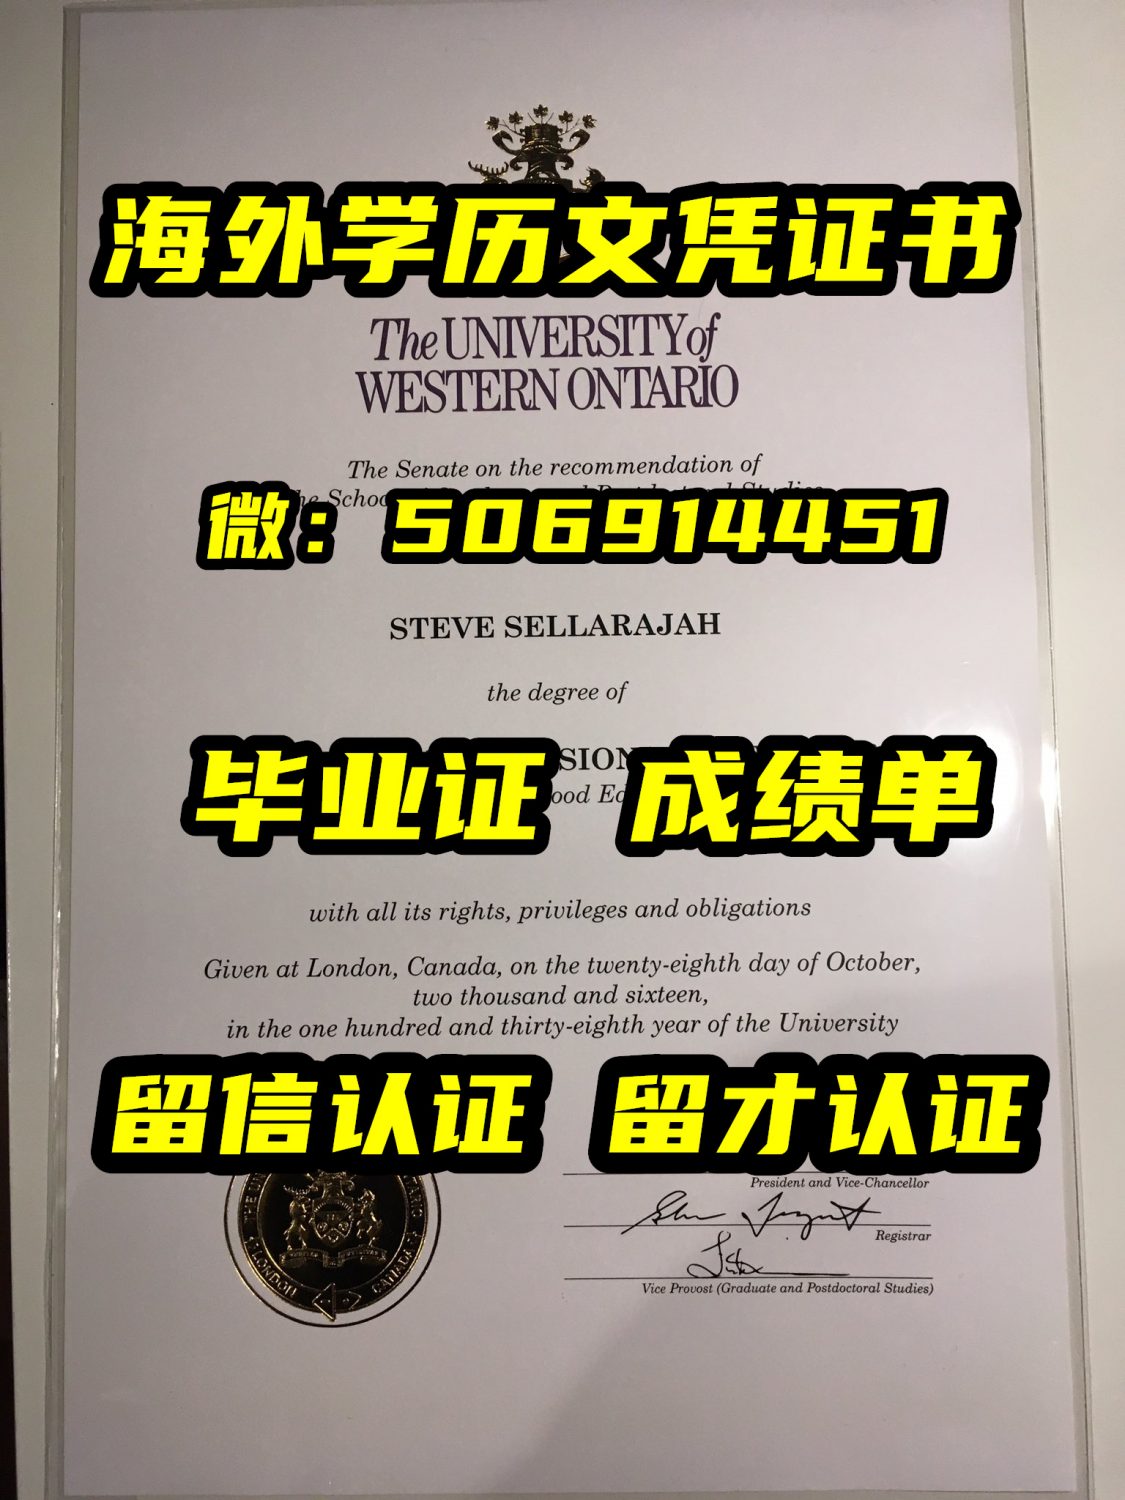 海外学历文凭证书
The UNIVERSITY of
WESTERN ONTARIO
The Senate on the recommendation of
微：506914451
STEVE SELLARAJAH
the degree of
毕业证 成绩单
with all its rights, privileges and obligations
Given at London, Canada, on the twenty-eighth day of October,
two thousand and sixteen,
in the one hundred and thirty-eighth year of the University
留信认证 留才认证
President and Vice-Chancellor
Registrar
Vice Provost (Graduate and Postdoctoral Studies)